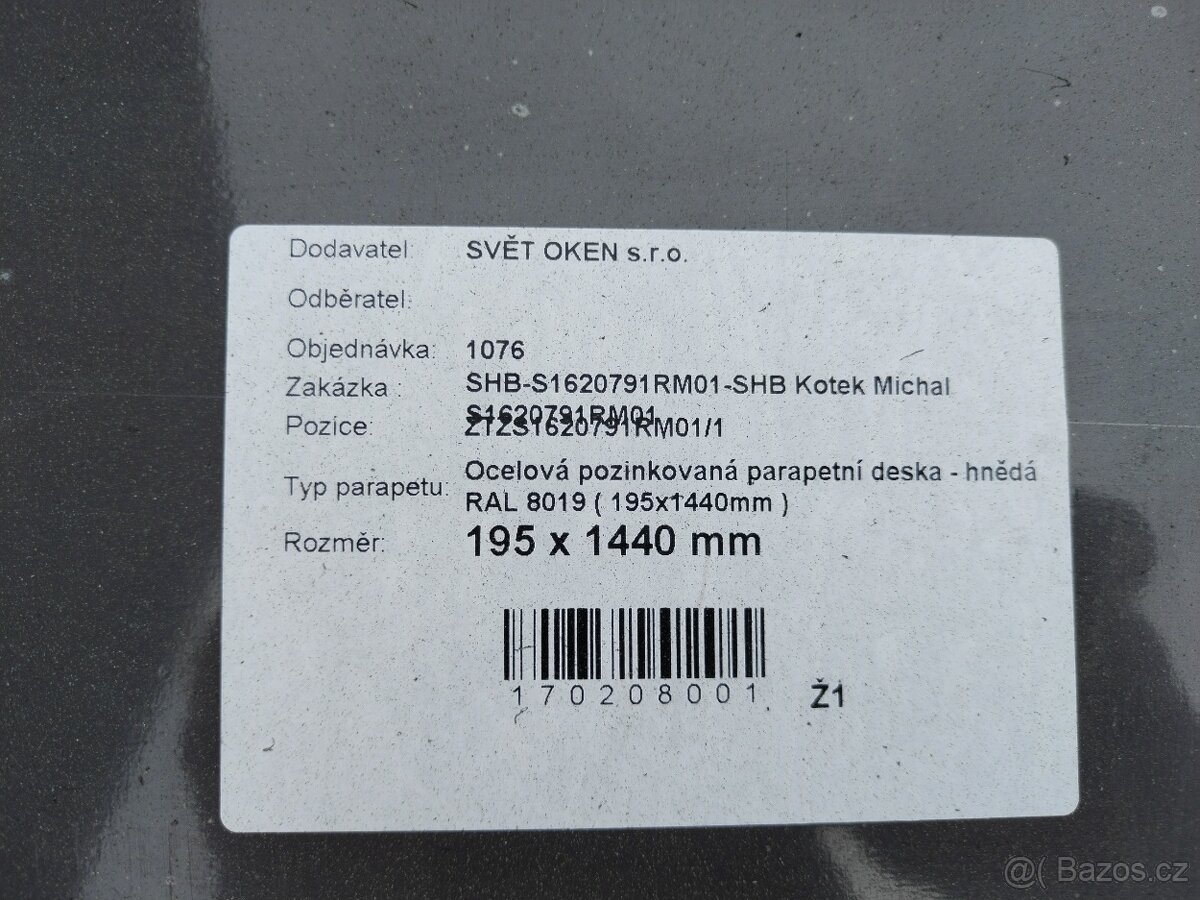 Dodavatel: SVĚT OKEN s.r.o.
Odběratel:
Objednávka: 1076
Zakázka : SHB-S1620791RM01-SHB Kotek Michal
S1620791RM01
Pozice: Z1ZS1620791RM01/1
Typ parapetu: Ocelová pozinkovaná parapetní deska - hnědá
RAL 8019 ( 195x1440mm )
Rozměr: 195 x 1440 mm
170208001 Ž1
@( Bazos.cz